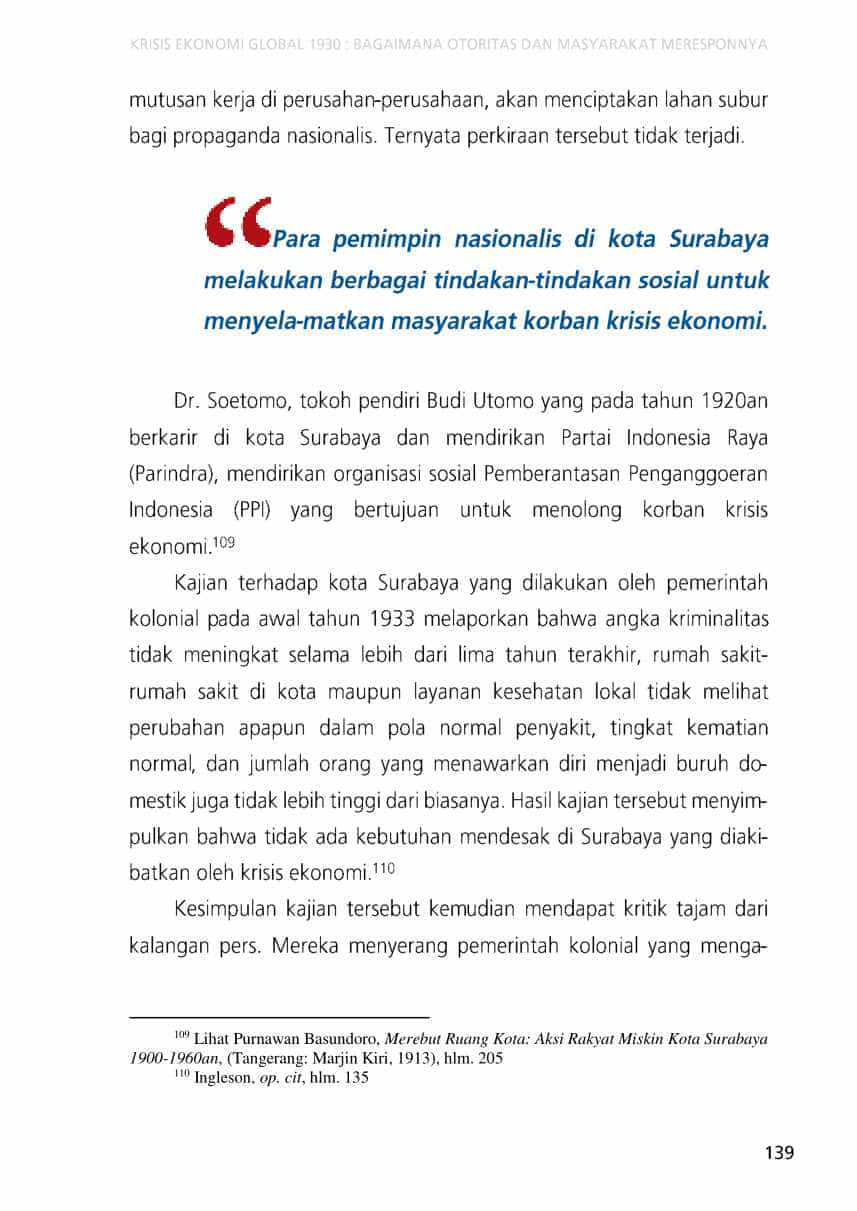 KRISIS EKONOMI GLOBAL 1930 : BAGAIMANA OTORITAS DAN MASYARAKAT MERESPONNYA
mutusan kerja di perusahan-perusahaan, akan menciptakan lahan subur
bagi propaganda nasionalis. Ternyata perkiraan tersebut tidak terjadi.
“Para pemimpin nasionalis di kota Surabaya
melakukan berbagai tindakan-tindakan sosial untuk
menyela-matkan masyarakat korban krisis ekonomi.
Dr. Soetomo, tokoh pendiri Budi Utomo yang pada tahun 1920an
berkarir di kota Surabaya dan mendirikan Partai Indonesia Raya
(Parindra), mendirikan organisasi sosial Pemberantasan Penganggoeran
Indonesia (PPI) yang bertujuan untuk menolong korban krisis
ekonomi.109
Kajian terhadap kota Surabaya yang dilakukan oleh pemerintah
kolonial pada awal tahun 1933 melaporkan bahwa angka kriminalitas
tidak meningkat selama lebih dari lima tahun terakhir, rumah sakit-
rumah sakit di kota maupun layanan kesehatan lokal tidak melihat
perubahan apapun dalam pola normal penyakit, tingkat kematian
normal, dan jumlah orang yang menawarkan diri menjadi buruh do-
mestik juga tidak lebih tinggi dari biasanya. Hasil kajian tersebut menyim-
pulkan bahwa tidak ada kebutuhan mendesak di Surabaya yang diaki-
batkan oleh krisis ekonomi.110
Kesimpulan kajian tersebut kemudian mendapat kritik tajam dari
kalangan pers. Mereka menyerang pemerintah kolonial yang menga-
109 Lihat Purnawan Basundoro, Merebut Ruang Kota: Aksi Rakyat Miskin Kota Surabaya
1900-1960an, (Tangerang: Marjin Kiri, 1913), hlm. 205
110 Ingleson, op. cit, hlm. 135
139